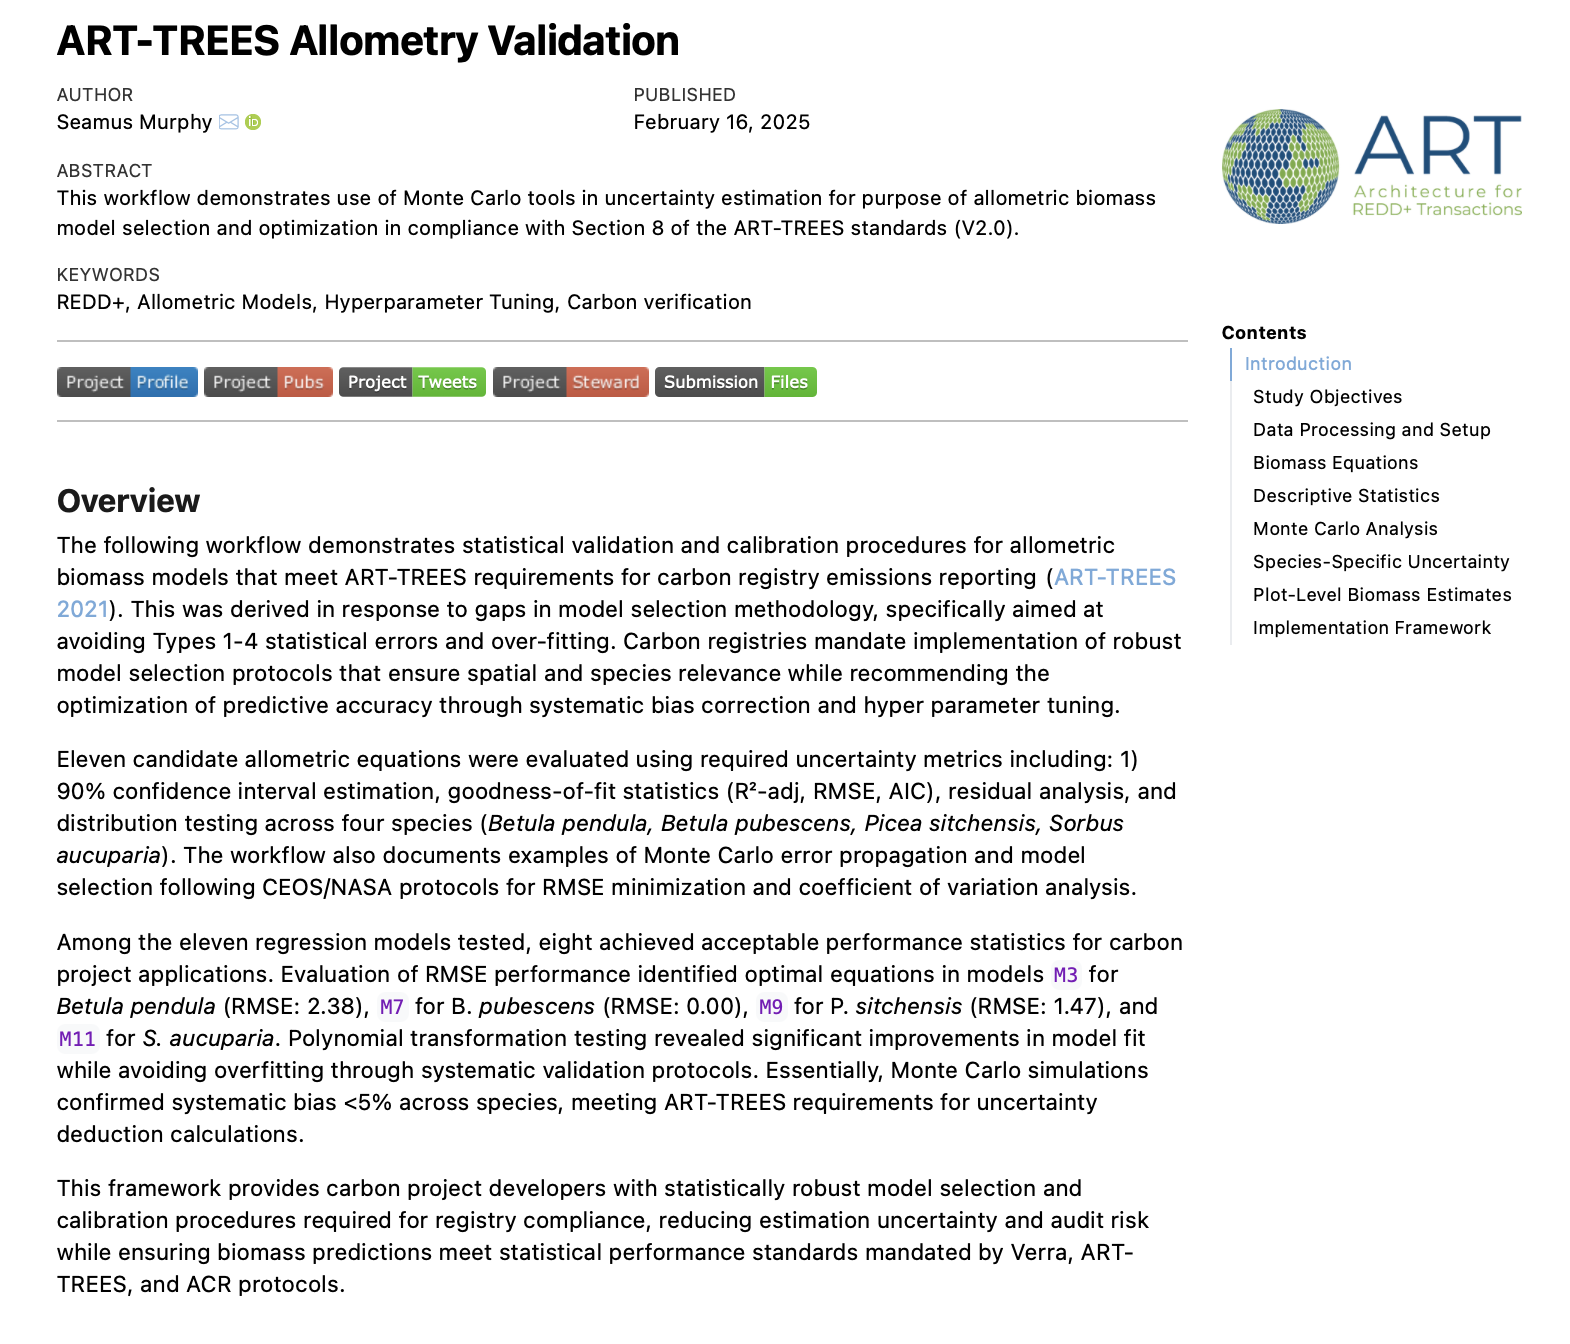 ART-TREES Allometry Validation
AUTHOR
Seamus Murphy
PUBLISHED
February 16, 2025
ABSTRACT
This workflow demonstrates use of Monte Carlo tools in uncertainty estimation for purpose of allometric biomass
model selection and optimization in compliance with Section 8 of the ART-TREES standards (V2.0).
KEYWORDS
REDD+, Allometric Models, Hyperparameter Tuning, Carbon verification
Project Profile Project Pubs Project Tweets Project Steward Submission Files
Overview
The following workflow demonstrates statistical validation and calibration procedures for allometric
biomass models that meet ART-TREES requirements for carbon registry emissions reporting (ART-TREES
2021). This was derived in response to gaps in model selection methodology, specifically aimed at
avoiding Types 1-4 statistical errors and over-fitting. Carbon registries mandate implementation of robust
model selection protocols that ensure spatial and species relevance while recommending the
optimization of predictive accuracy through systematic bias correction and hyper parameter tuning.
Eleven candidate allometric equations were evaluated using required uncertainty metrics including: 1)
90% confidence interval estimation, goodness-of-fit statistics (R²-adj, RMSE, AIC), residual analysis, and
distribution testing across four species (Betula pendula, Betula pubescens, Picea sitchensis, Sorbus
aucuparia). The workflow also documents examples of Monte Carlo error propagation and model
selection following CEOS/NASA protocols for RMSE minimization and coefficient of variation analysis.
Among the eleven regression models tested, eight achieved acceptable performance statistics for carbon
project applications. Evaluation of RMSE performance identified optimal equations in models M3 for
Betula pendula (RMSE: 2.38), M7 for B. pubescens (RMSE: 0.00), M9 for P. sitchensis (RMSE: 1.47), and
M11 for S. aucuparia. Polynomial transformation testing revealed significant improvements in model fit
while avoiding overfitting through systematic validation protocols. Essentially, Monte Carlo simulations
confirmed systematic bias <5% across species, meeting ART-TREES requirements for uncertainty
deduction calculations.
This framework provides carbon project developers with statistically robust model selection and
calibration procedures required for registry compliance, reducing estimation uncertainty and audit risk
while ensuring biomass predictions meet statistical performance standards mandated by Verra, ART-
TREES, and ACR protocols.
ART
Architecture for
REDD+ Transactions
Contents
Introduction
Study Objectives
Data Processing and Setup
Biomass Equations
Descriptive Statistics
Monte Carlo Analysis
Species-Specific Uncertainty
Plot-Level Biomass Estimates
Implementation Framework